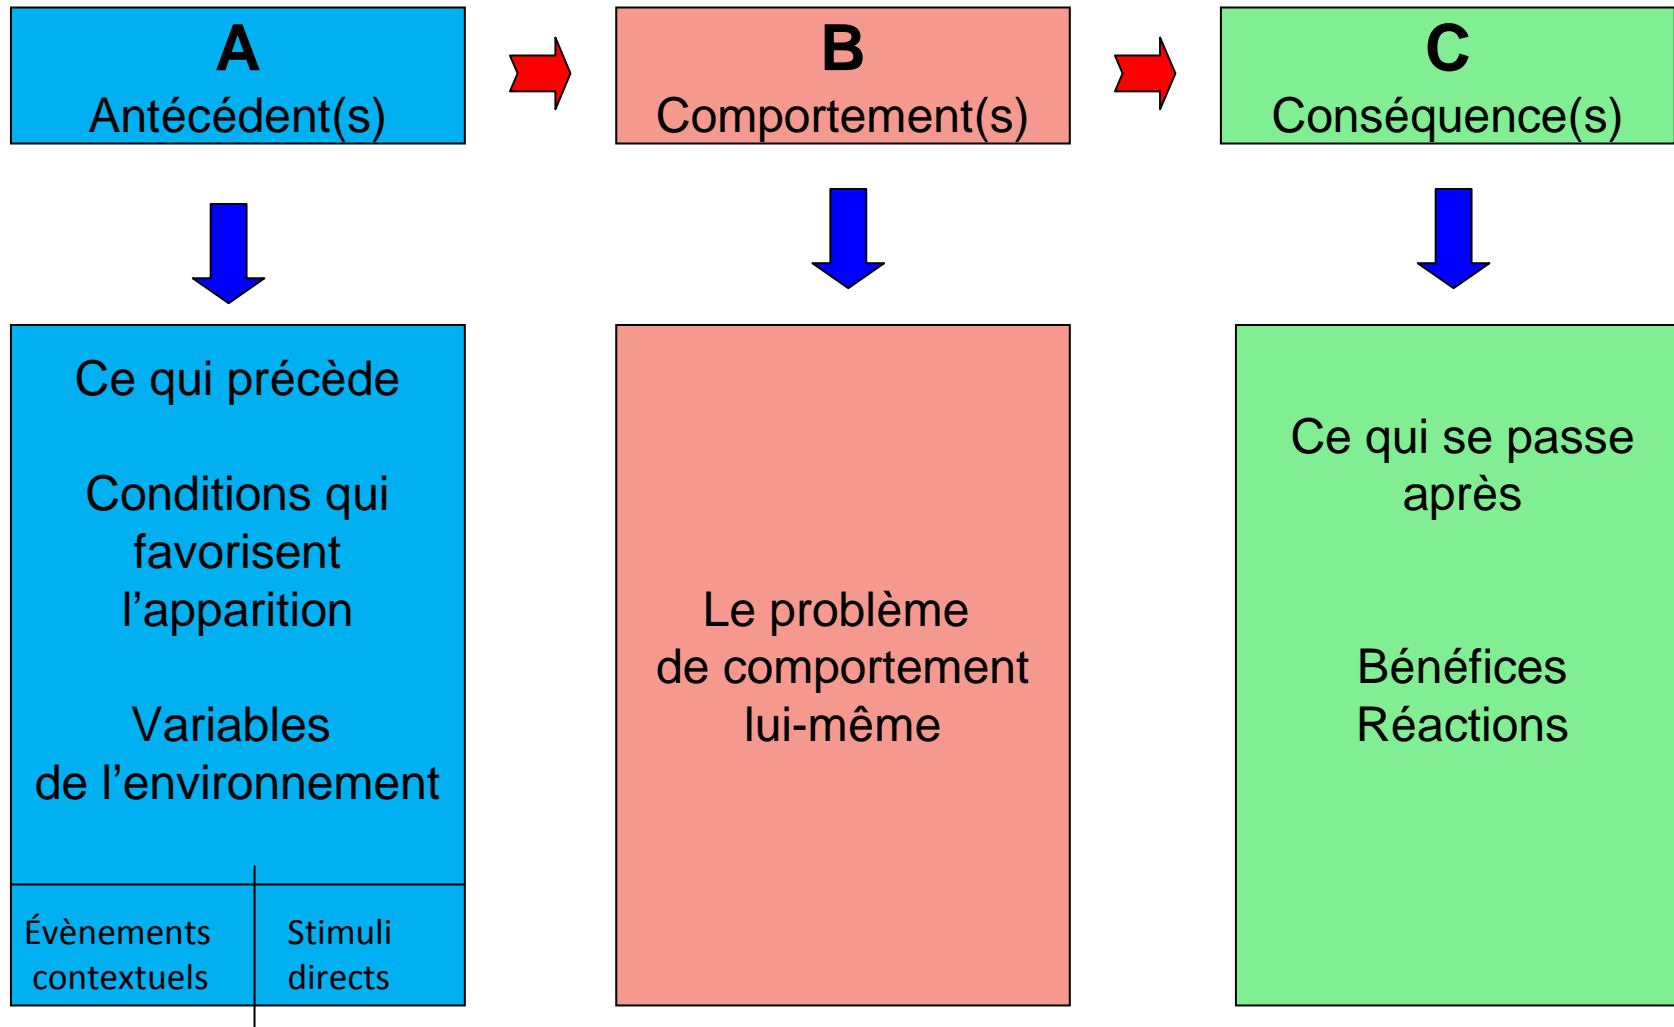 A
Antécédent(s)
B
Comportement(s)
C
Conséquence(s)
Ce qui précède
Conditions qui
favorisent
l’apparition
Variables
de l’environnement
Évènements
contextuels
Stimuli
directs
Le problème
de comportement
lui-même
Ce qui se passe
après
Bénéfices
Réactions